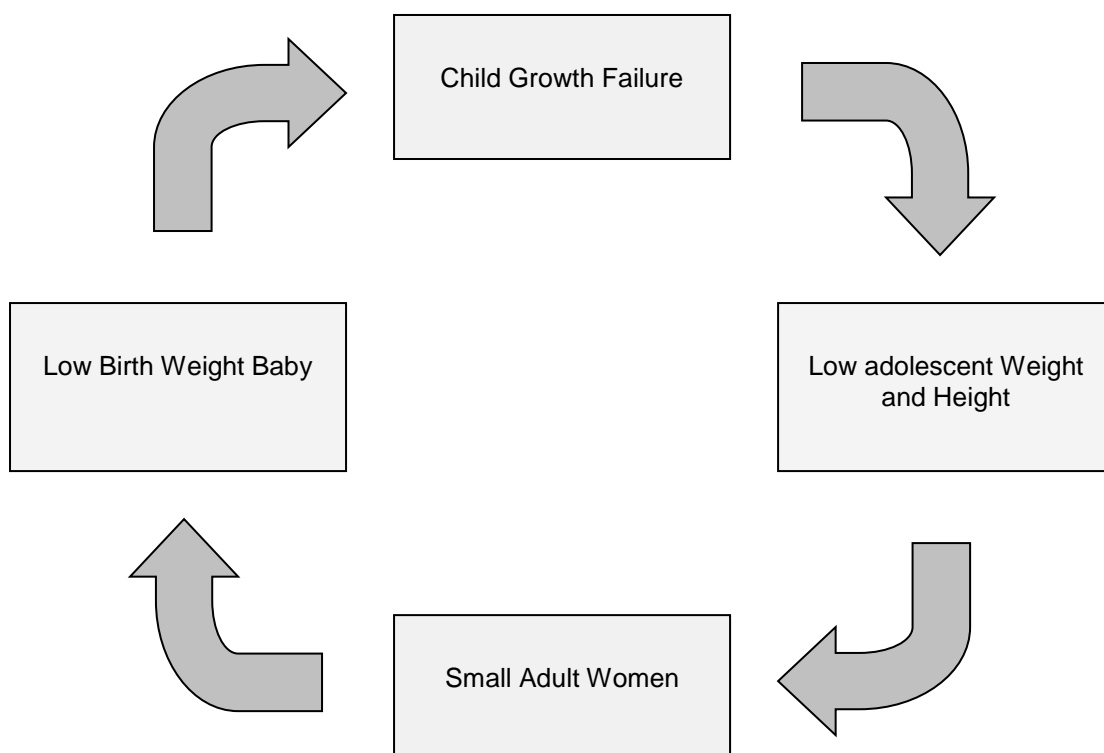 Child Growth Failure
Low Birth Weight Baby
Low adolescent Weight
and Height
Small Adult Women